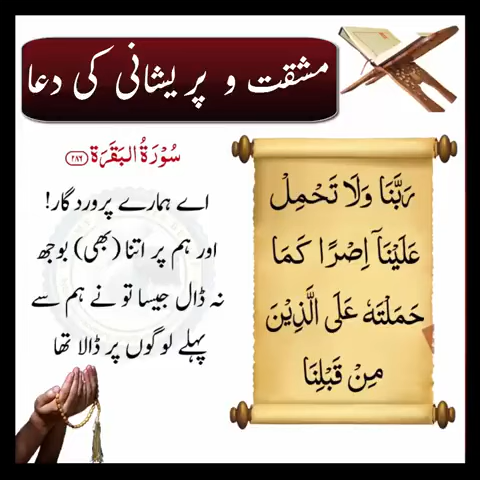 مشقت و پریشانی کی دعا
سُوْرَةُ الْبَقَرَة ﴿۲۸۶﴾
اے ہمارے پروردگار!
اور ہم پر اتنا (بھی) بوجھ
نہ ڈال جیسا تو نے ہم سے
پہلے لوگوں پر ڈالا تھا
رَبَّنَا وَلَا تَحْمِلْ
عَلَيْنَاۤ اِصْرًا كَمَا
حَمَلْتَهٗ عَلَى الَّذِيْنَ
مِنْ قَبْلِنَا